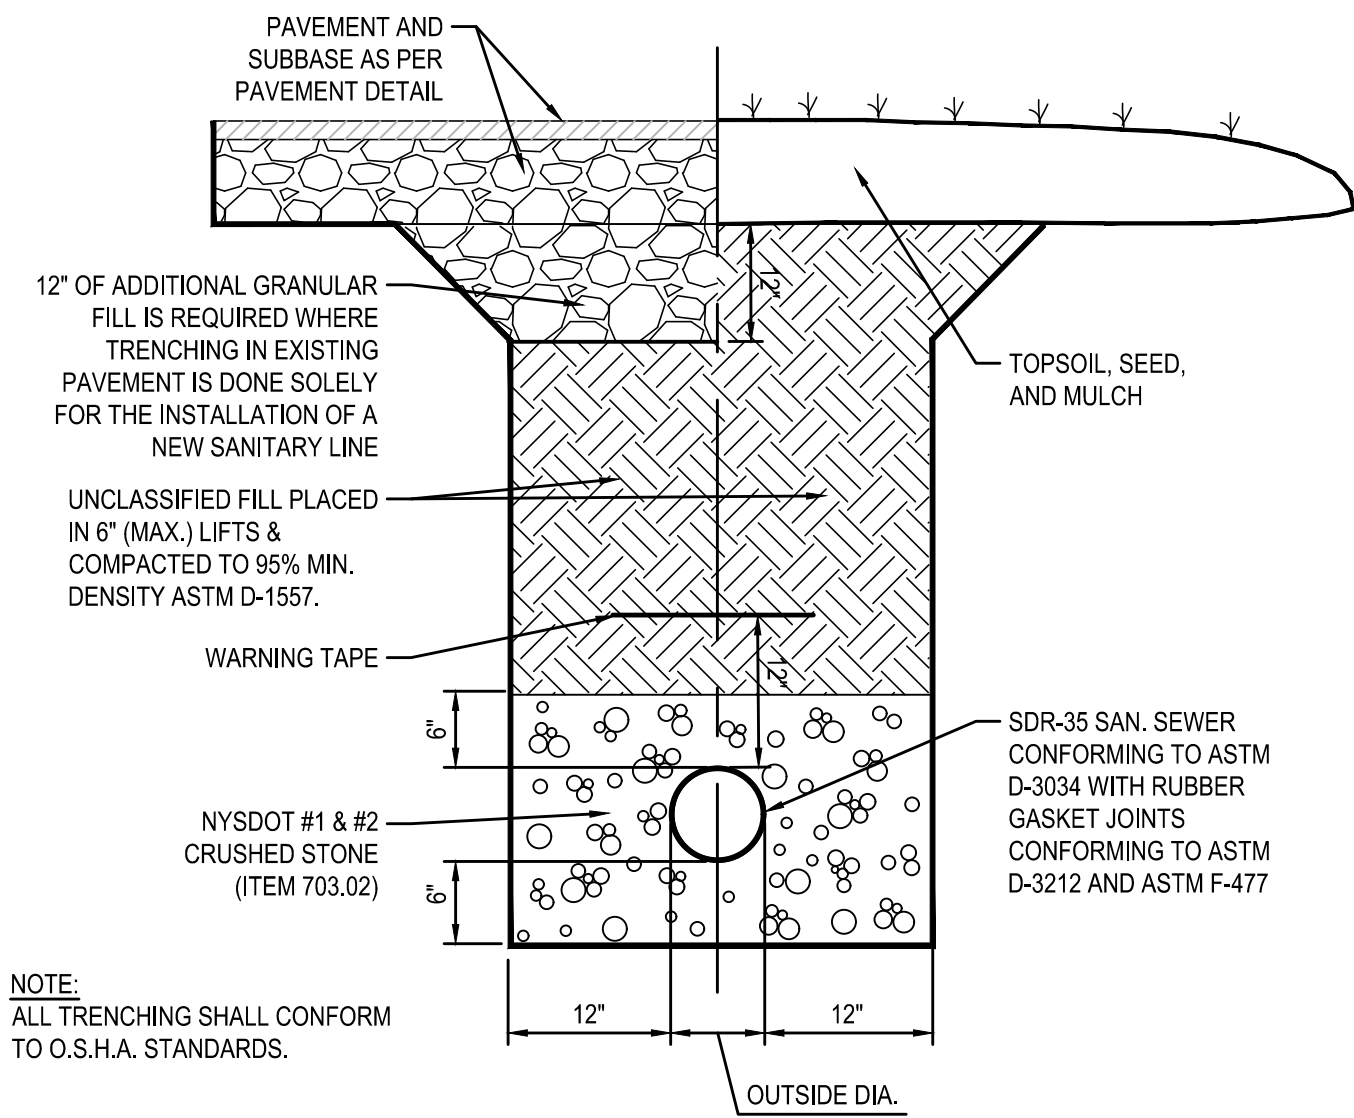 PAVEMENT AND
SUBBASE AS PER
PAVEMENT DETAIL
12" OF ADDITIONAL GRANULAR
FILL IS REQUIRED WHERE
TRENCHING IN EXISTING
PAVEMENT IS DONE SOLELY
FOR THE INSTALLATION OF A
NEW SANITARY LINE
12"
TOPSOIL, SEED,
AND MULCH
UNCLASSIFIED FILL PLACED
IN 6" (MAX.) LIFTS &
COMPACTED TO 95% MIN.
DENSITY ASTM D-1557.
WARNING TAPE
12"
6"
SDR-35 SAN. SEWER
CONFORMING TO ASTM
D-3034 WITH RUBBER
GASKET JOINTS
CONFORMING TO ASTM
D-3212 AND ASTM F-477
NYSDOT #1 & #2
CRUSHED STONE
(ITEM 703.02)
6"
NOTE:
ALL TRENCHING SHALL CONFORM
TO O.S.H.A. STANDARDS.
12"
12"
OUTSIDE DIA.